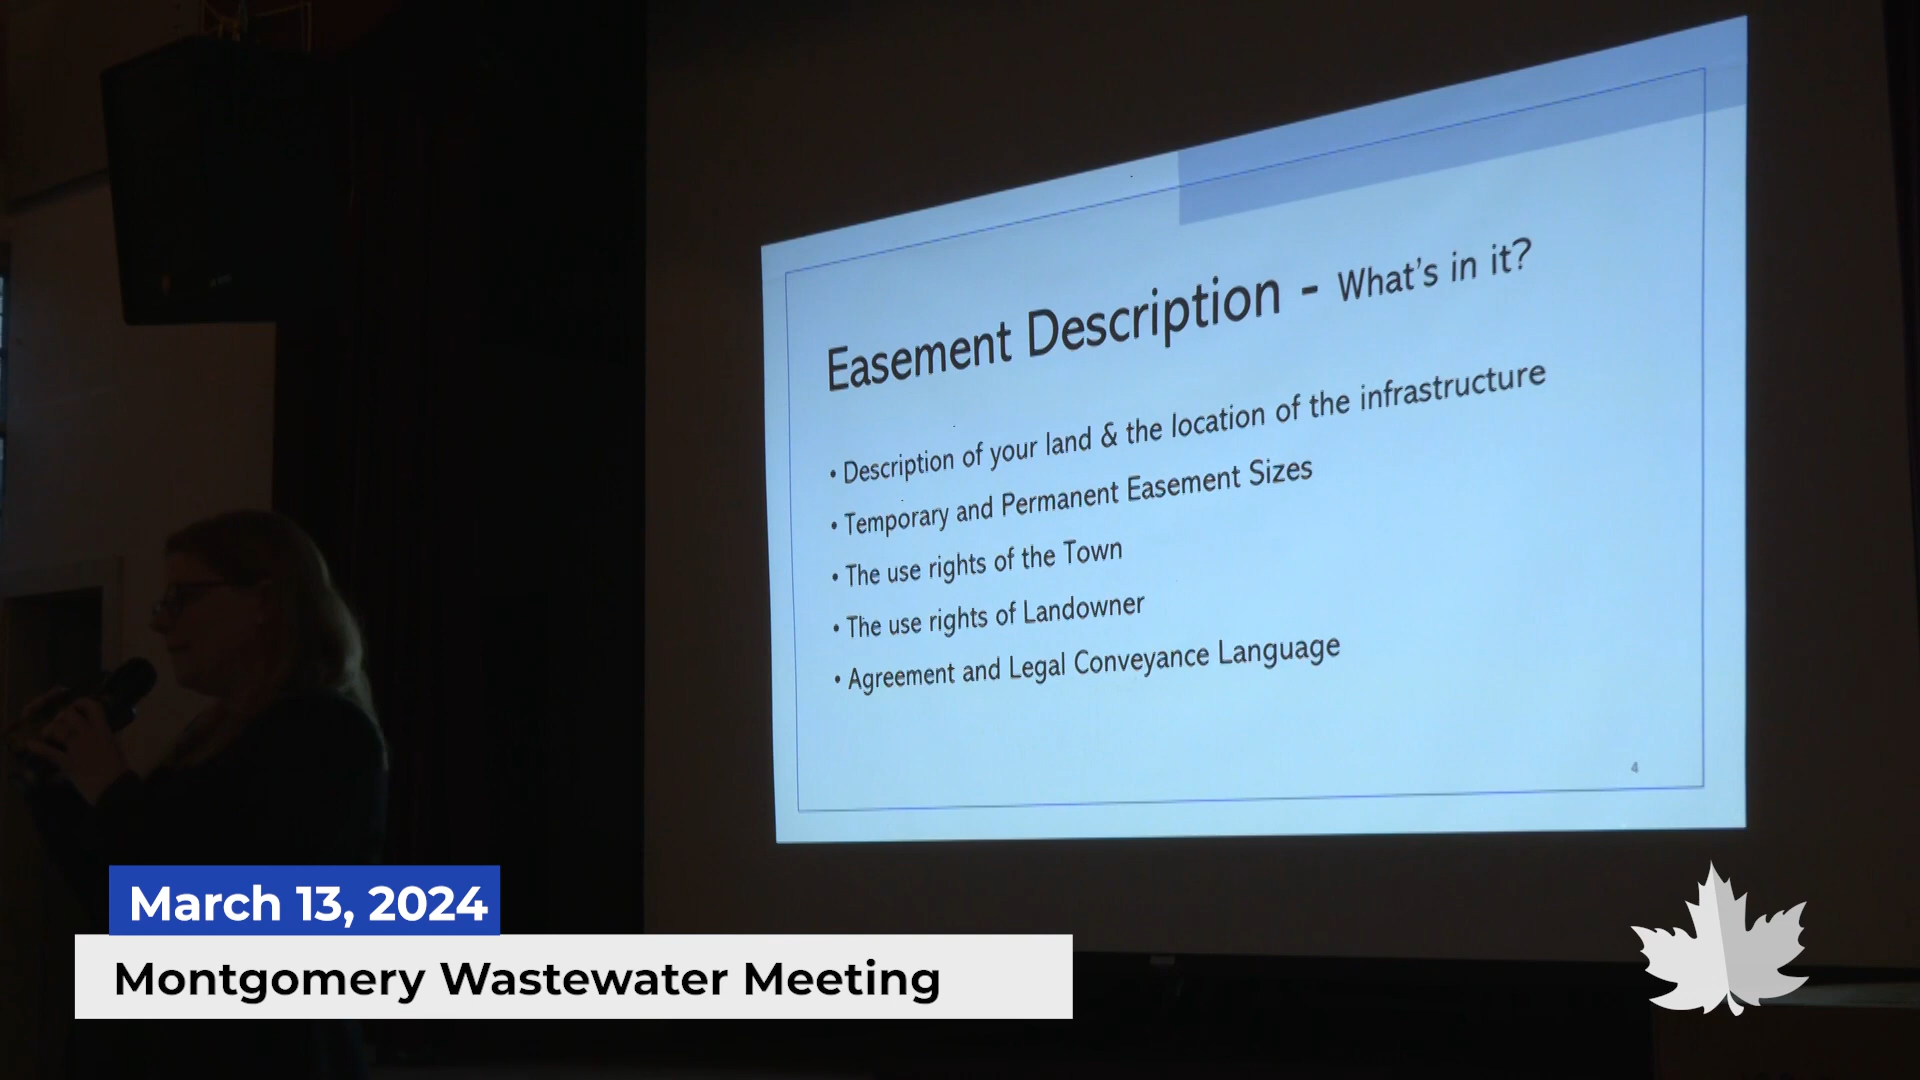 Easement Description - What's in it?
• Description of your land & the location of the infrastructure
• Temporary and Permanent Easement Sizes
• The use rights of the Town
• The use rights of Landowner
• Agreement and Legal Conveyance Language
4
March 13, 2024
Montgomery Wastewater Meeting